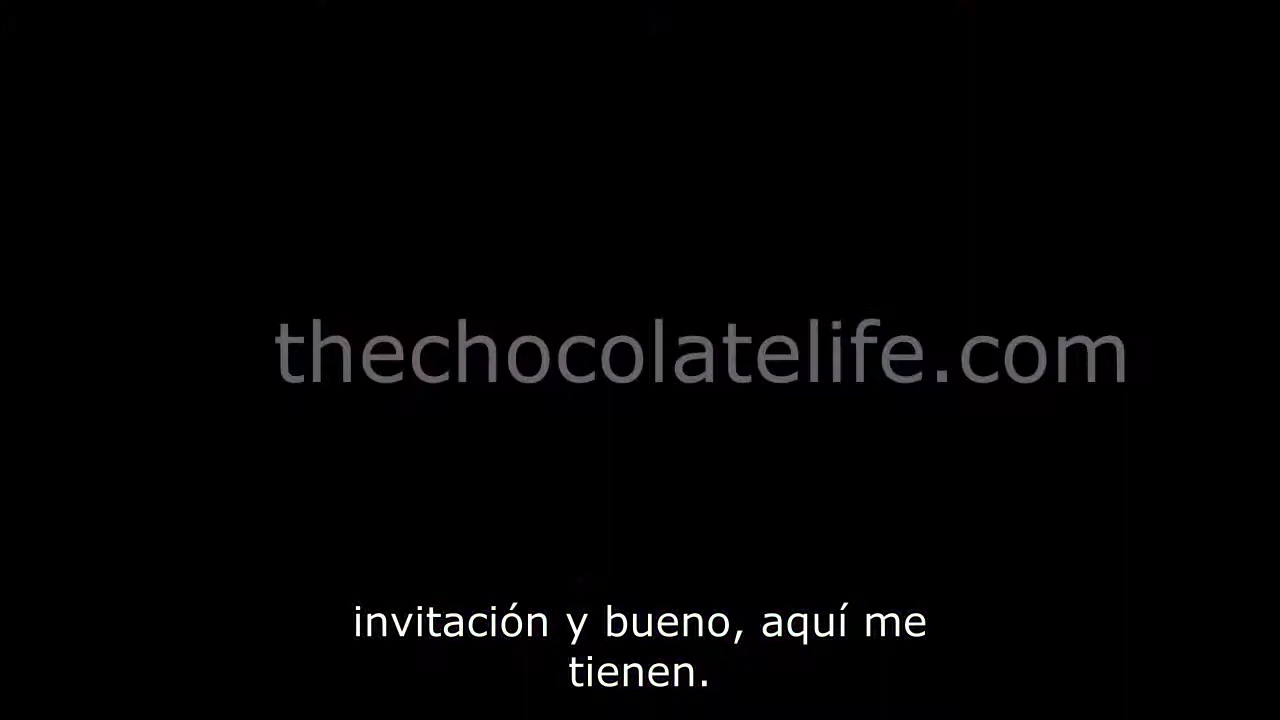 thechocolatelife.com
invitación y bueno, aquí me
tienen.